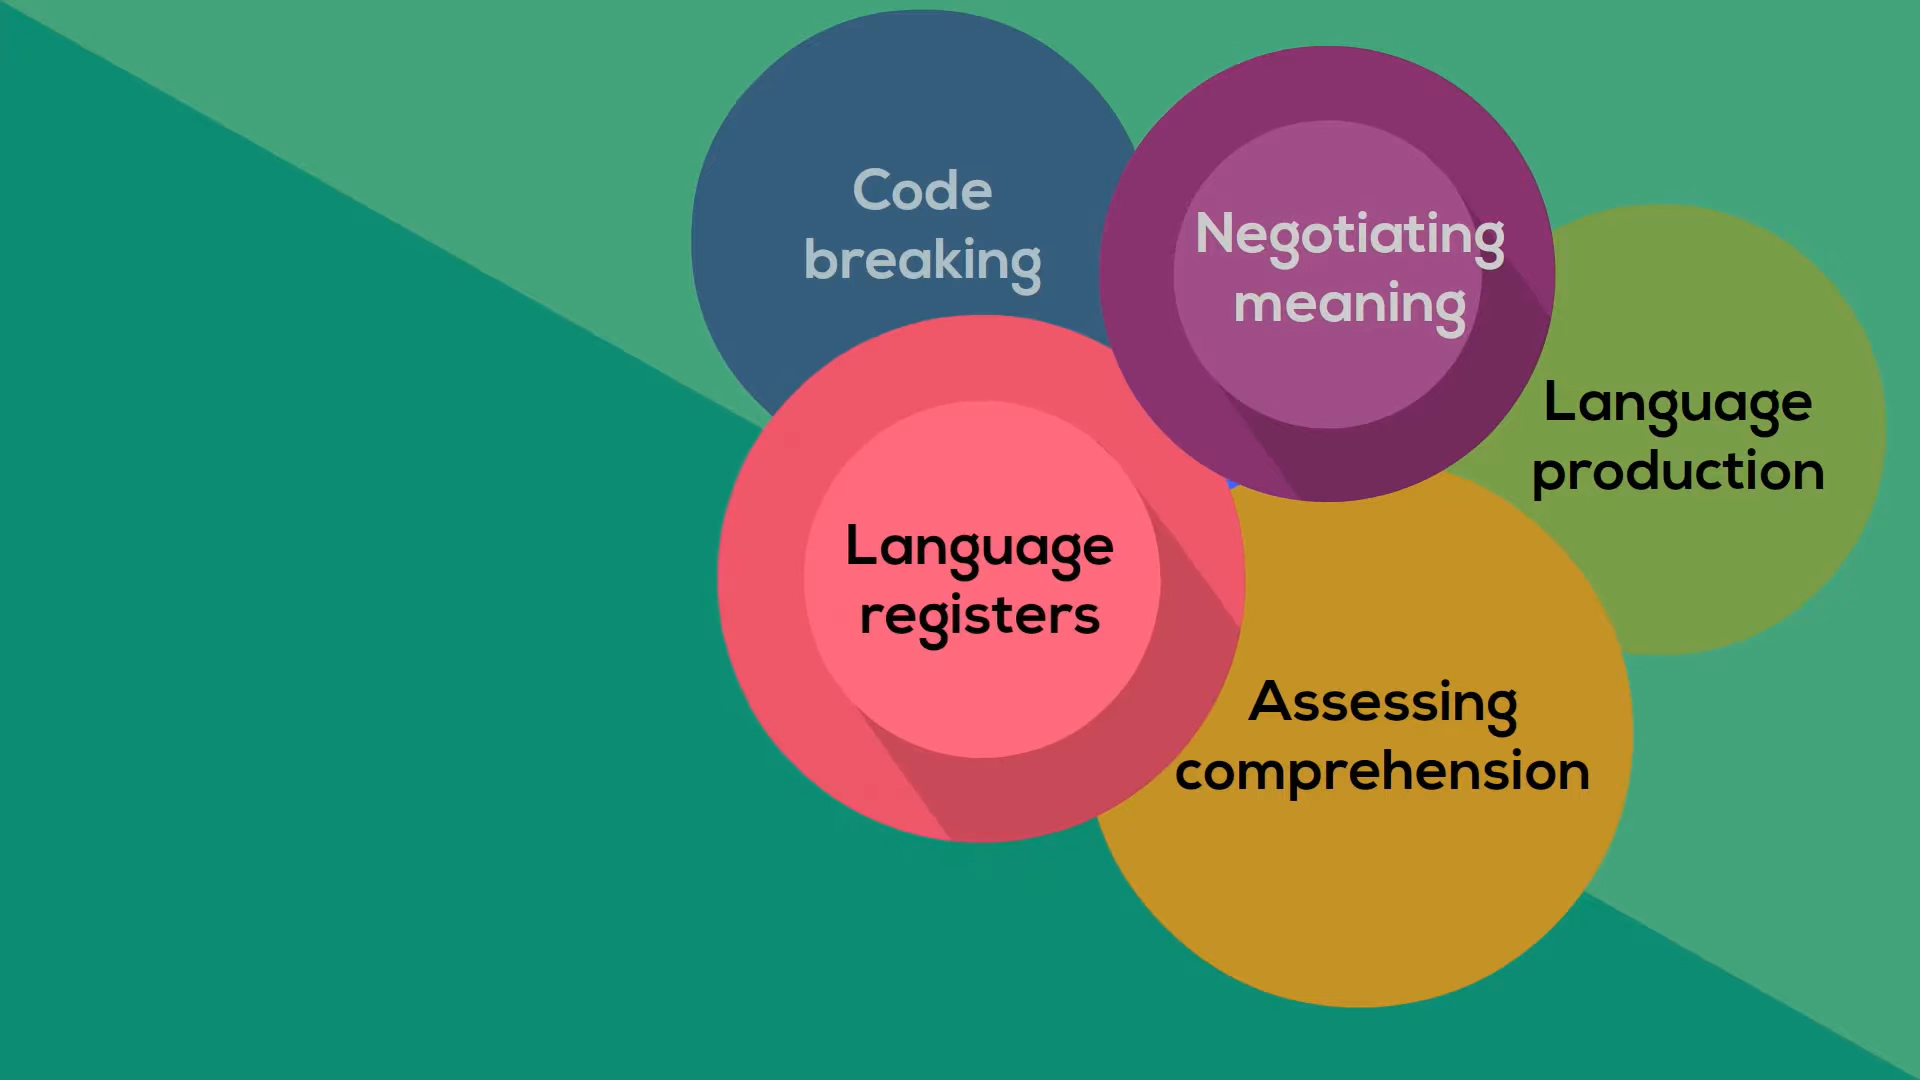 Code
breaking
Negotiating
meaning
Language
production
Language
registers
Assessing
comprehension